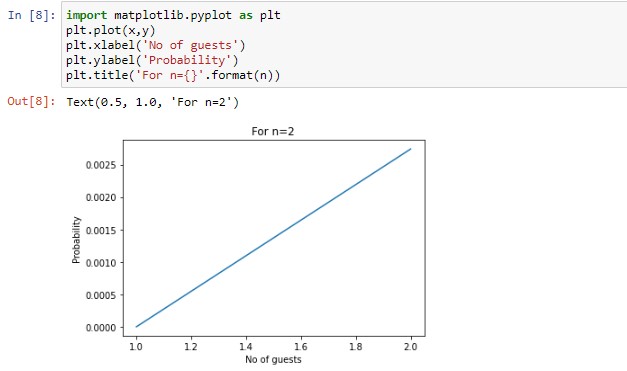 In [8]: import matplotlib.pyplot as plt
plt.plot(x,y)
plt.xlabel('No of guests')
plt.ylabel('Probability')
plt.title('For n={}'.format(n))
Out[8]: Text(0.5, 1.0, 'For n=2')
For n=2
0.0025
0.0020
0.0015
0.0010
0.0005
0.0000
Probability
1.0 1.2 1.4 1.6 1.8 2.0
No of guests